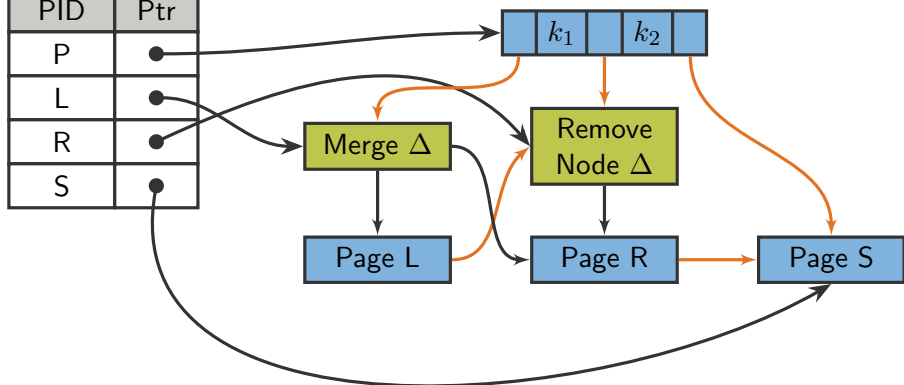 PID Ptr
P
L
R
S
k1 k2
Merge Δ
Remove
Node Δ
Page L
Page R
Page S